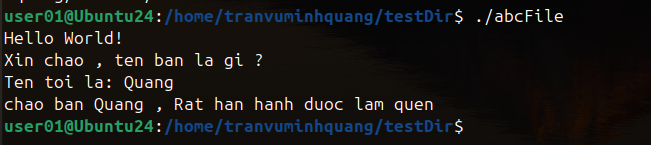 user01@Ubuntu24:/home/tranvuminhquang/testDir$ ./abcFile
Hello World!
Xin chao , ten ban la gi ?
Ten toi la: Quang
chao ban Quang , Rat han hanh duoc lam quen
user01@Ubuntu24:/home/tranvuminhquang/testDir$